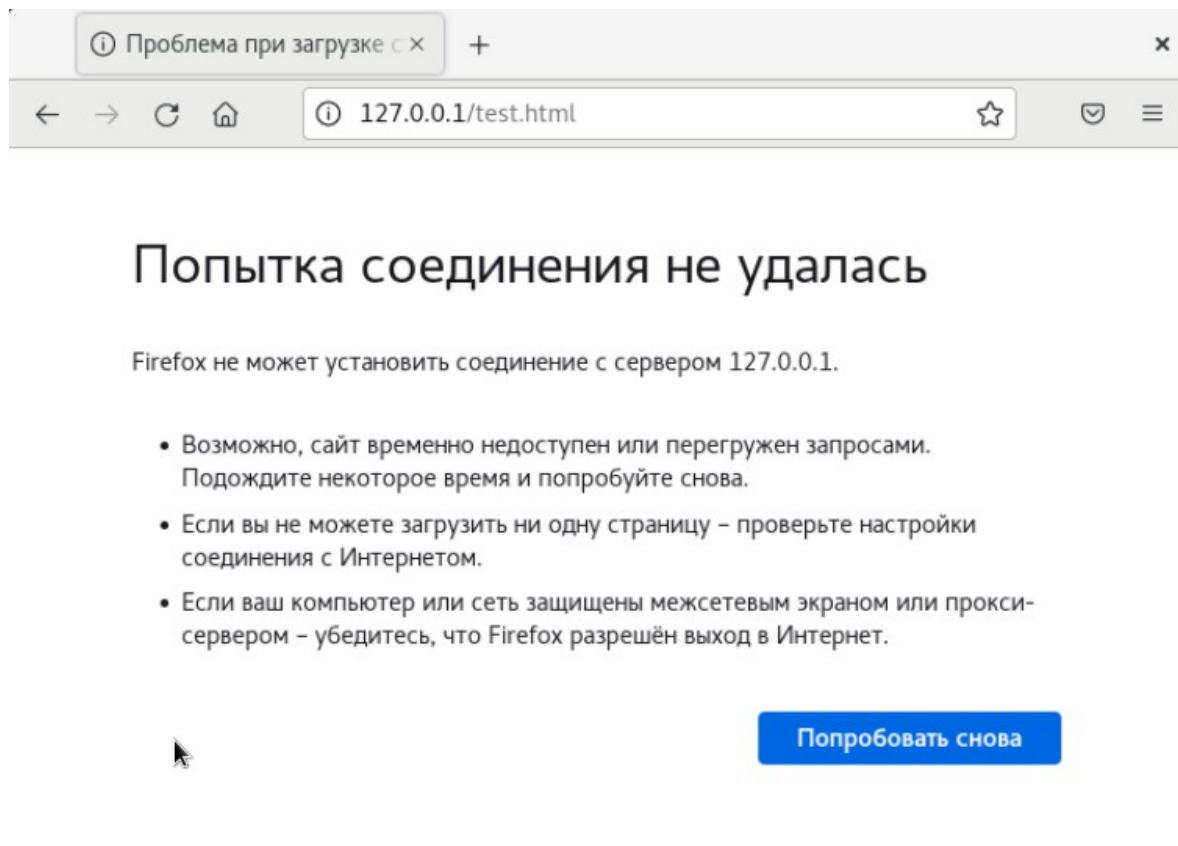 Проблема при загрузке с
127.0.0.1/test.html
Попытка соединения не удалась
Firefox не может установить соединение с сервером 127.0.0.1.
• Возможно, сайт временно недоступен или перегружен запросами.
Подождите некоторое время и попробуйте снова.
• Если вы не можете загрузить ни одну страницу – проверьте настройки
соединения с Интернетом.
• Если ваш компьютер или сеть защищены межсетевым экраном или прокси-
сервером – убедитесь, что Firefox разрешён выход в Интернет.
Попробовать снова